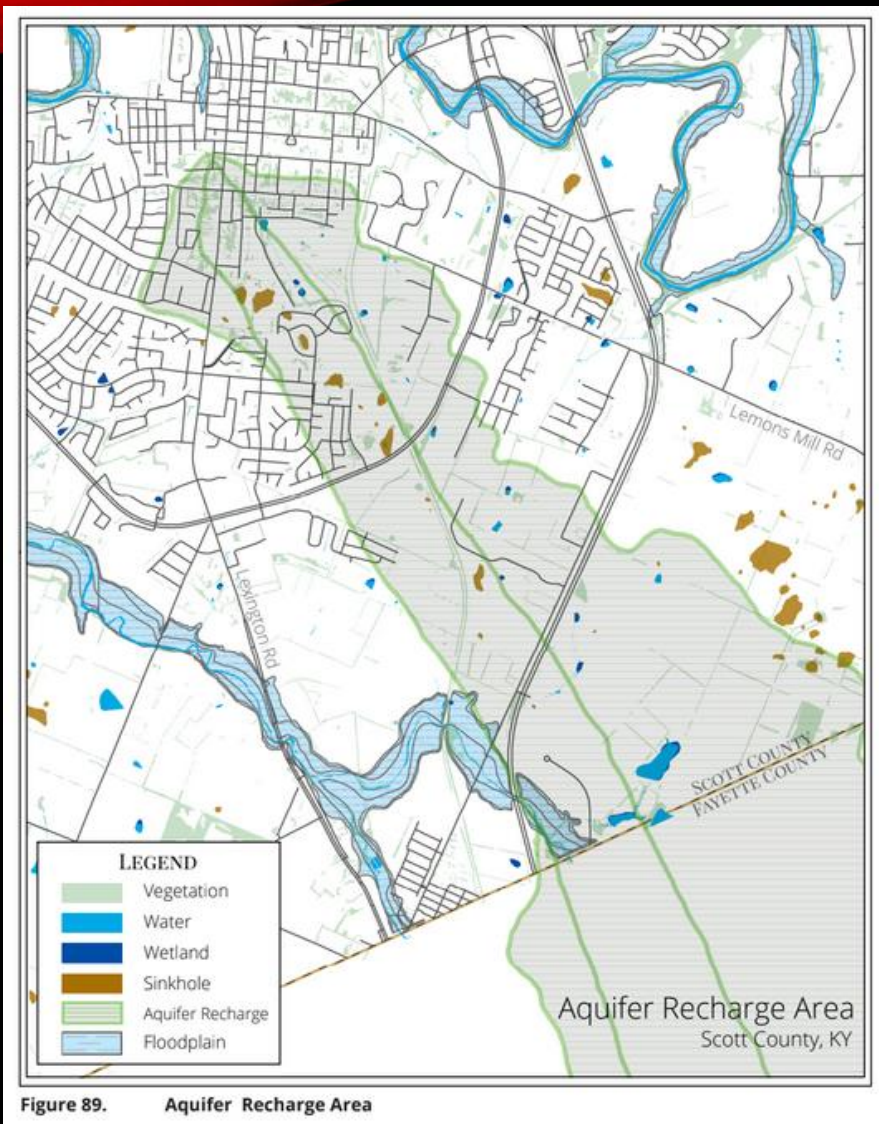 Lemons Mill Rd
Lexington Rd
SCOTT COUNTY
FAYETTE COUNTY
LEGEND
Vegetation
Water
Wetland
Sinkhole
Aquifer Recharge
Floodplain
Aquifer Recharge Area
Scott County, KY
Figure 89. Aquifer Recharge Area